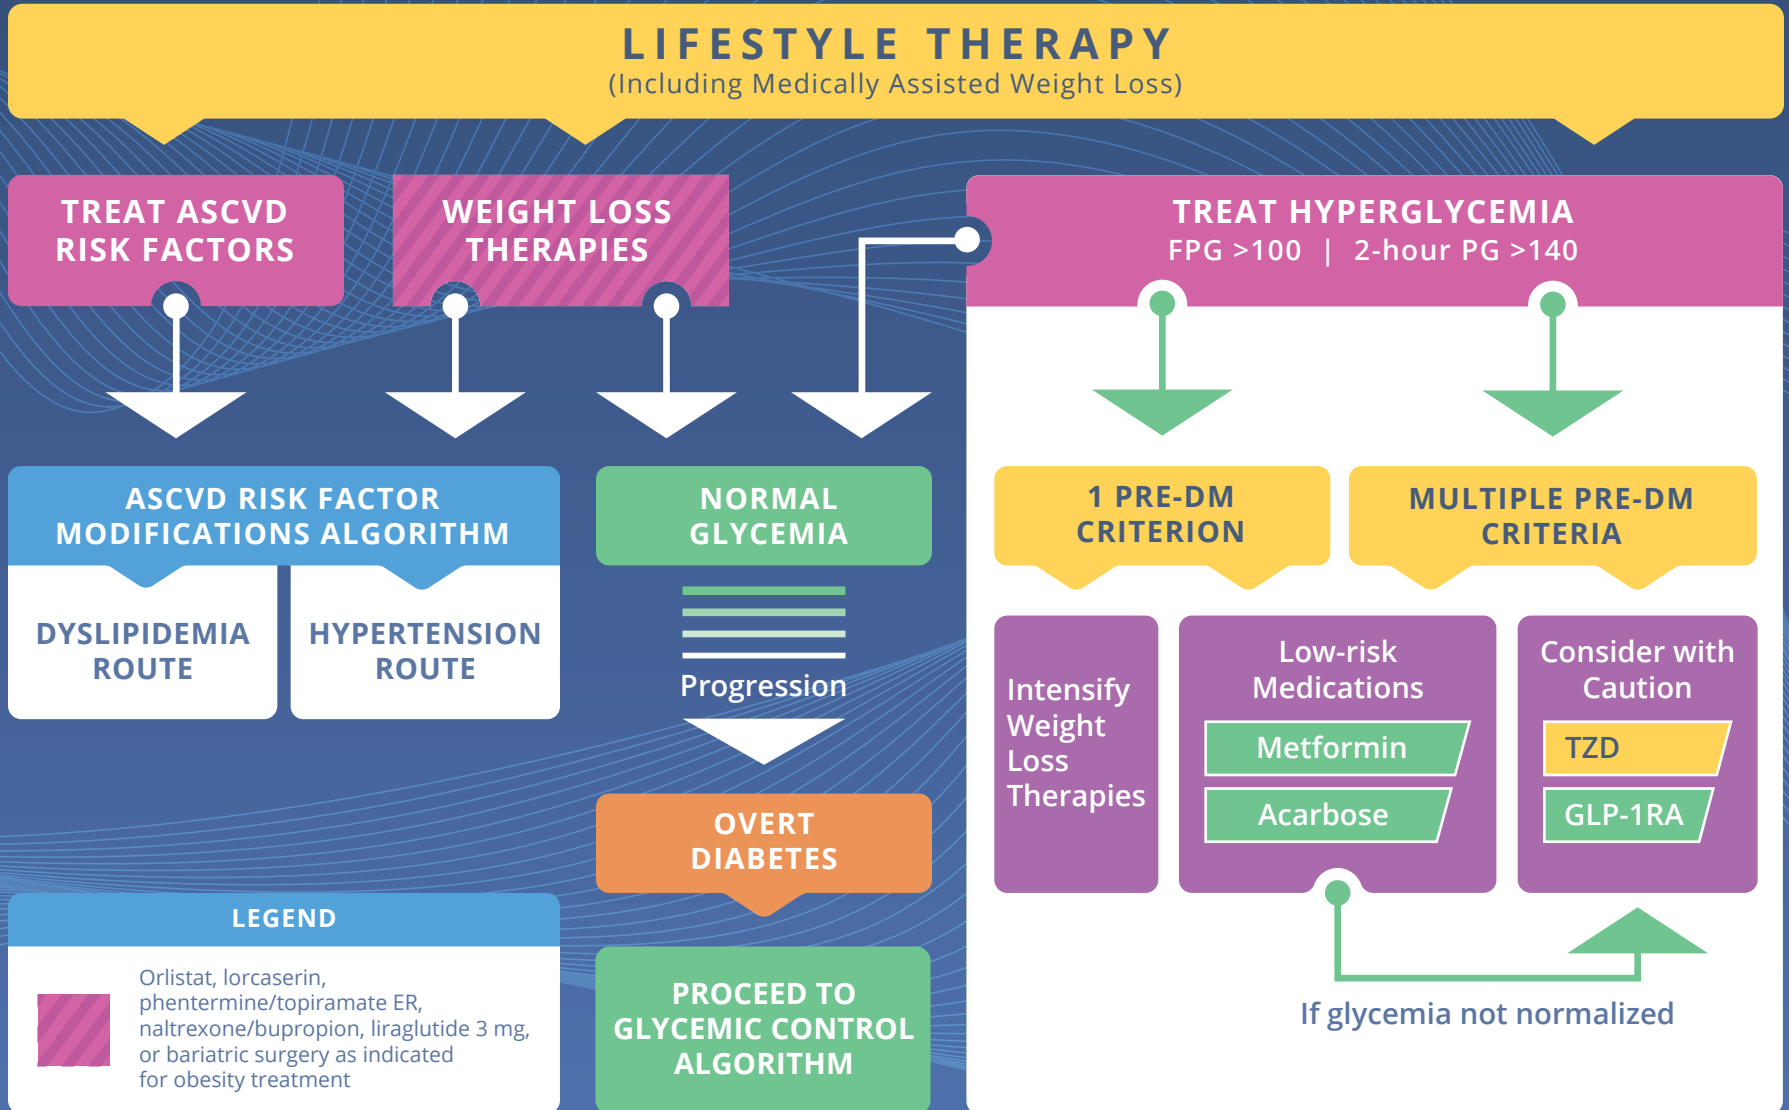 LIFESTYLE THERAPY
(Including Medically Assisted Weight Loss)
TREAT ASCVD
RISK FACTORS
WEIGHT LOSS
THERAPIES
TREAT HYPERGLYCEMIA
FPG >100 | 2-hour PG >140
ASCVD RISK FACTOR
MODIFICATIONS ALGORITHM
DYSLIPIDEMIA
ROUTE
HYPERTENSION
ROUTE
NORMAL
GLYCEMIA
Progression
OVERT
DIABETES
PROCEED TO
GLYCEMIC CONTROL
ALGORITHM
1 PRE-DM
CRITERION
MULTIPLE PRE-DM
CRITERIA
Intensify
Weight
Loss
Therapies
Low-risk
Medications
Metformin
Acarbose
Consider with
Caution
TZD
GLP-1RA
If glycemia not normalized
LEGEND
Orlistat, lorcaserin,
phentermine/topiramate ER,
naltrexone/bupropion, liraglutide 3 mg,
or bariatric surgery as indicated
for obesity treatment